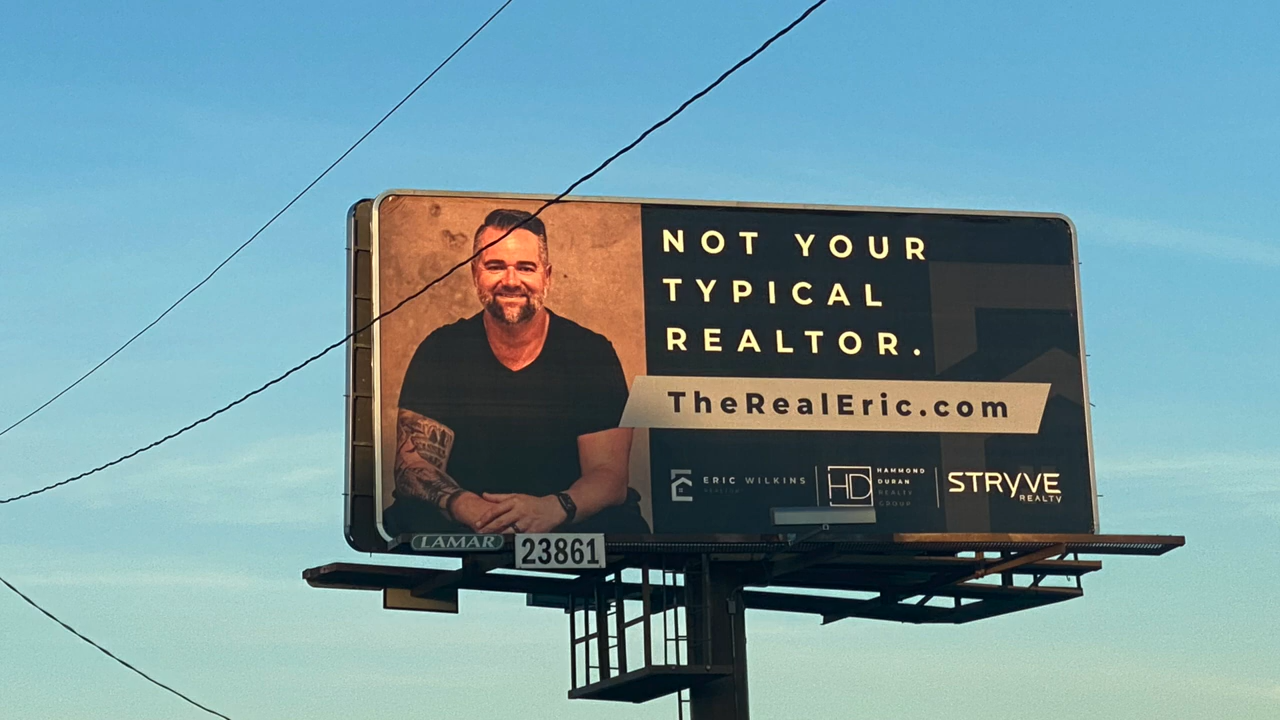 NOT YOUR
TYPICAL
REALTOR.
TheRealEric.com
ERIC WILKINS
REALTOR
HD
HAMMOND
DURAN
REALTY
GROUP
STRYVE
REALTY
LAMAR
23861